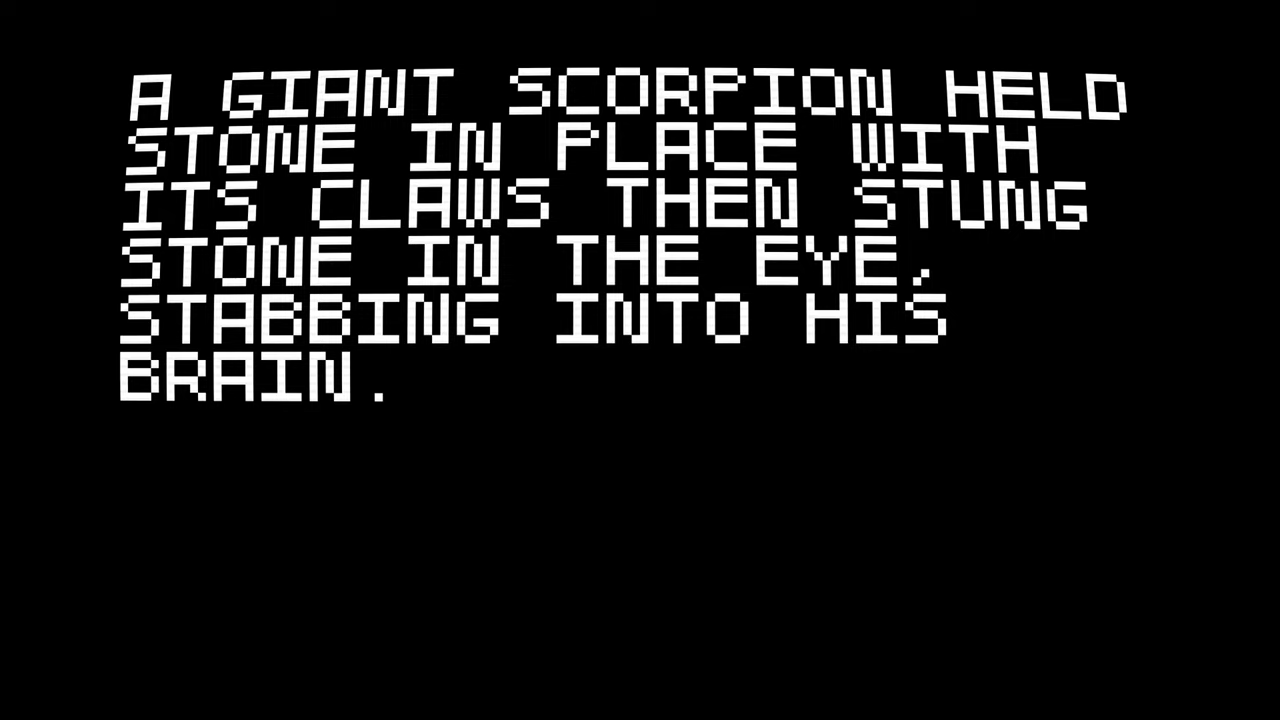 A GIANT SCORPION HELD
STONE IN PLACE WITH
ITS CLAWS THEN STUNG
STONE IN THE EYE,
STABBING INTO HIS
BRAIN.